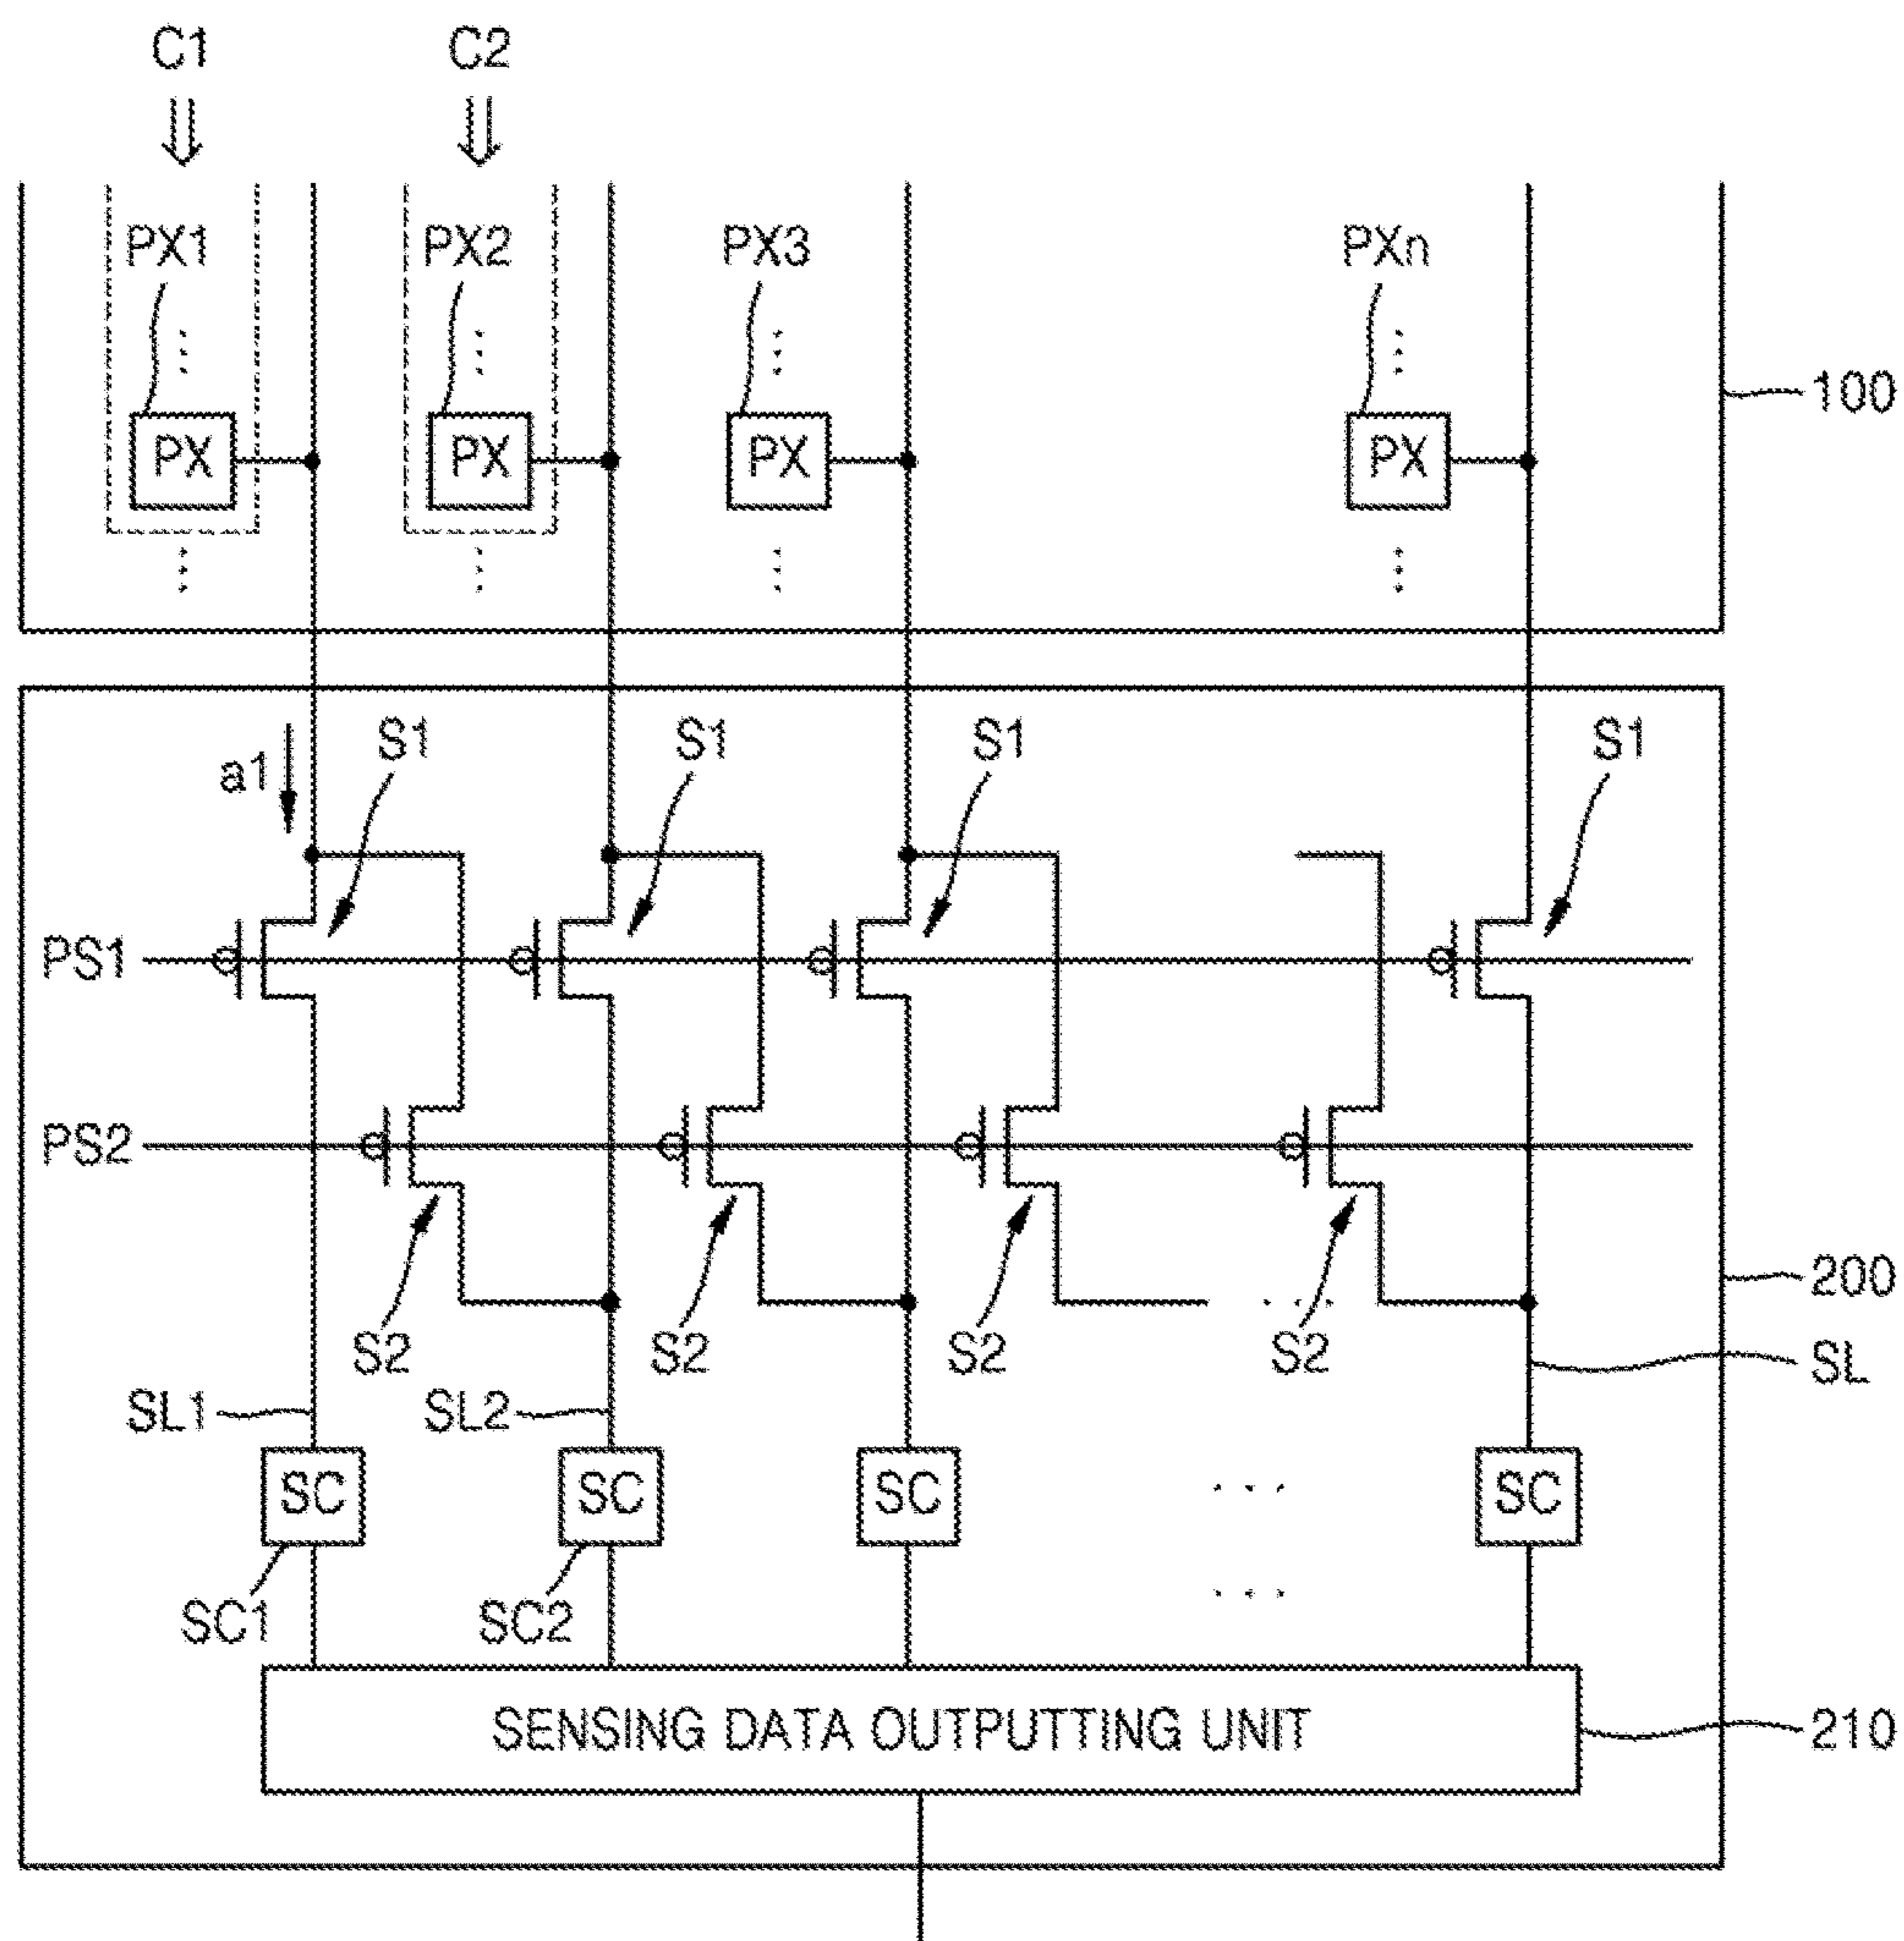 C1 C2
PX1 PX2 PX3 PXn
100
PX PX PX PX
a1 S1 S1 S1 S1
PS1
PS2
200
S2 S2 S2 S2
SL
SL1 SL2
SC SC SC SC
SC1 SC2
SENSING DATA OUTPUTTING UNIT
210